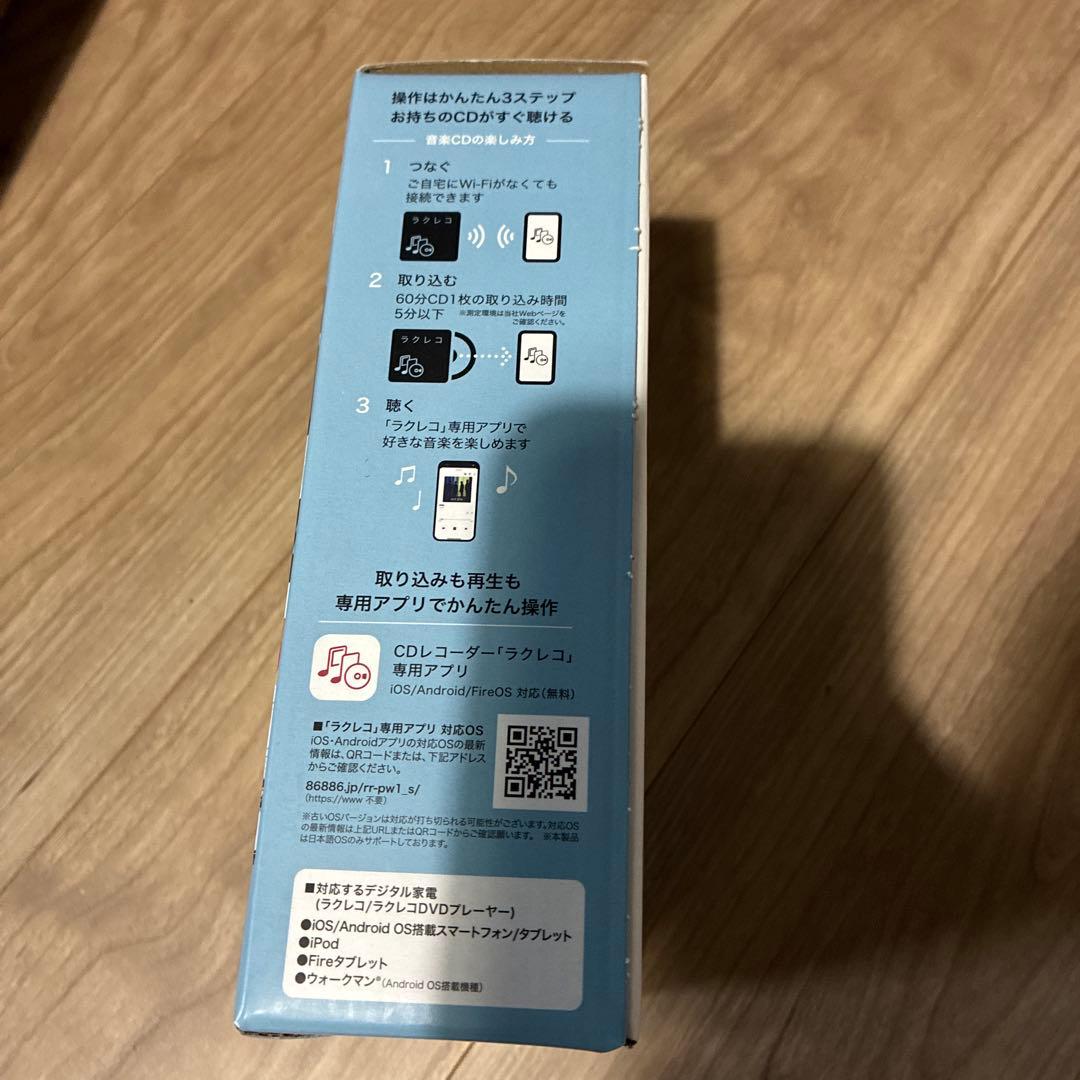 操作はかんたん3ステップ
お持ちのCDがすぐ聴ける
音楽CDの楽しみ方
1 つなぐ
ご自宅にWi-Fiがなくても
接続できます
ラクレコ
2 取り込む
60分CD1枚の取り込み時間
5分以下 ※測定環境は当社Webページを
ご確認ください。
ラクレコ
3 聴く
「ラクレコ」専用アプリで
好きな音楽を楽しめます
取り込みも再生も
専用アプリでかんたん操作
CDレコーダー「ラクレコ」
専用アプリ
iOS/Android/FireOS 対応(無料)
■「ラクレコ」専用アプリ 対応OS
iOS・Androidアプリの対応OSの最新
情報は、QRコードまたは、下記アドレス
からご確認ください。
86886.jp/rr-pw1_s/
(https://www 不要)
※古いOSバージョンは対応が打ち切られる可能性がございます。対応OS
の最新情報は上記URLまたはQRコードからご確認願います。 ※本製品
は日本語OSのみサポートしております。
■対応するデジタル家電
(ラクレコ/ラクレコDVDプレーヤー)
●iOS/Android OS搭載スマートフォン/タブレット
●iPod
●Fireタブレット
●ウォークマン®(Android OS搭載機種)